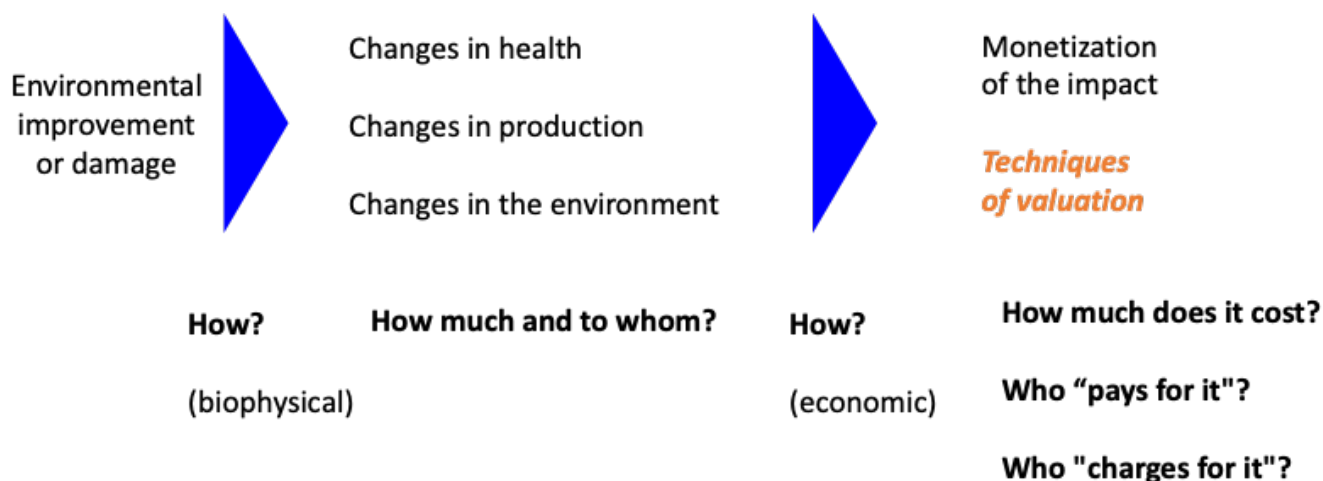 Environmental
improvement
or damage
Changes in health
Changes in production
Changes in the environment
Monetization
of the impact
Techniques
of valuation
How?
(biophysical)
How much and to whom?
How?
(economic)
How much does it cost?
Who “pays for it"?
Who "charges for it"?